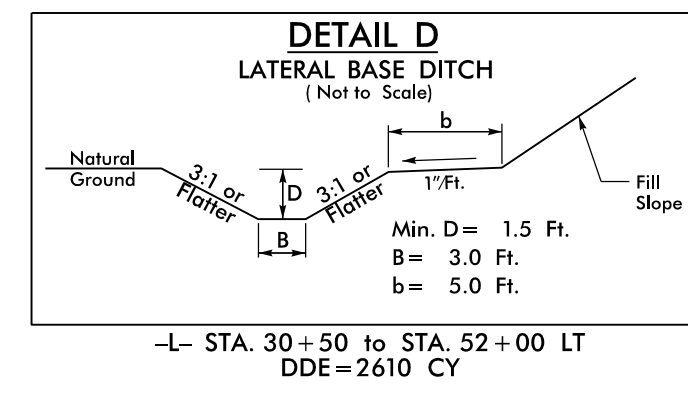 DETAIL D
LATERAL BASE DITCH
( Not to Scale)
b
Natural
Ground
3:1 or
Flatter
D
3:1 or
Flatter
1"/Ft.
B
Fill
Slope
Min. D= 1.5 Ft.
B= 3.0 Ft.
b= 5.0 Ft.
-L- STA. 30+50 to STA. 52+00 LT
DDE=2610 CY